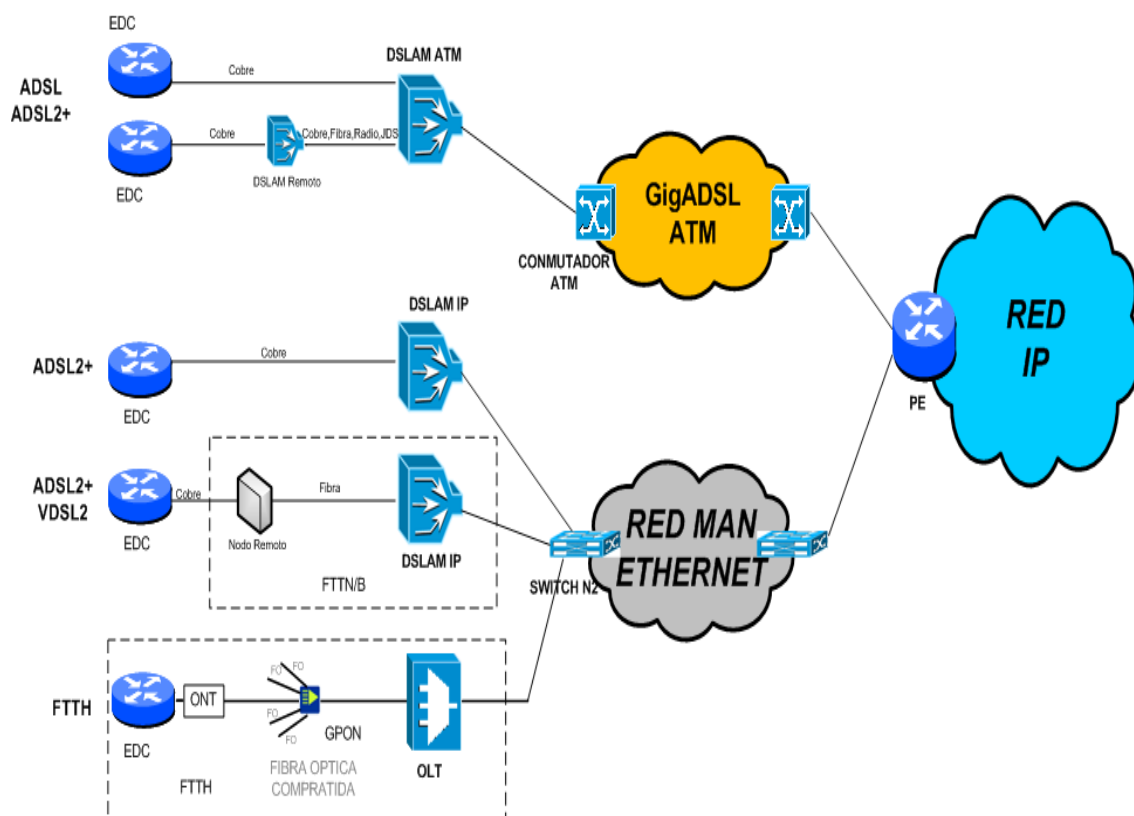 EDC
ADSL
ADSL2+
Cobre
DSLAM ATM
Cobre
Cobre,Fibra,Radio,JDS
DSLAM Remoto
EDC
GigADSL
ATM
CONMUTADOR
ATM
RED
IP
PE
DSLAM IP
ADSL2+
Cobre
EDC
ADSL2+
VDSL2
Cobre
Fibra
Nodo Remoto
EDC
DSLAM IP
FTTN/B
RED MAN
ETHERNET
SWITCH N2
FTTH
ONT
FO
FO
FO
FO
GPON
EDC
OLT
FIBRA OPTICA
COMPRATIDA
FTTH